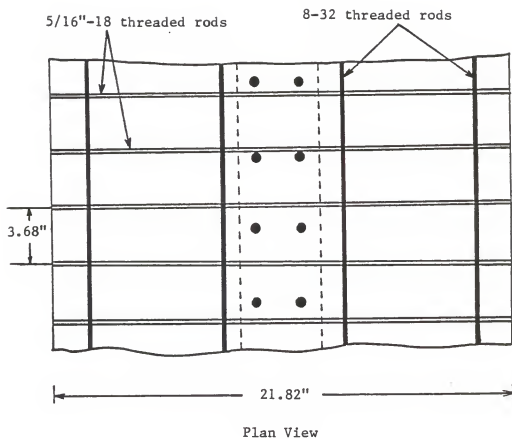 5/16"-18 threaded rods
8-32 threaded rods
3.68"
21.82"
Plan View